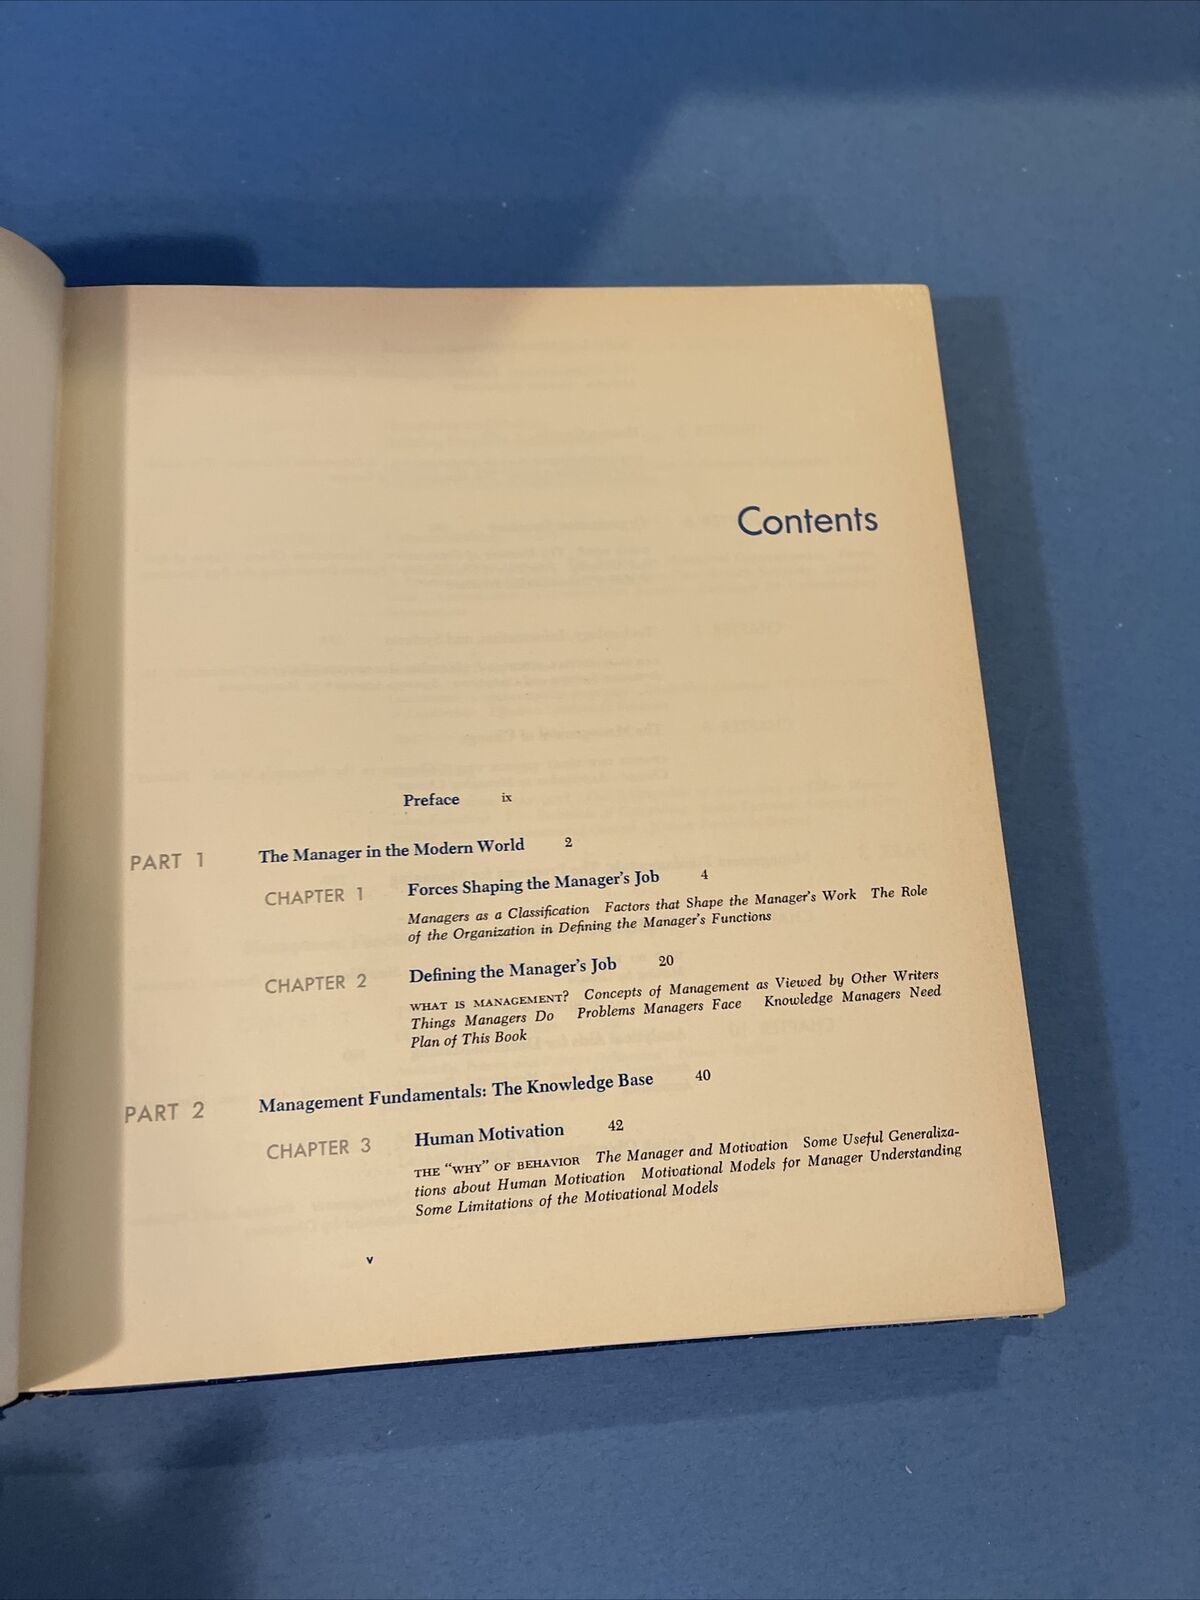 Contents
Preface ix
PART 1 The Manager in the Modern World 2
CHAPTER 1 Forces Shaping the Manager's Job 4
Managers as a Classification Factors that Shape the Manager's Work The Role
of the Organization in Defining the Manager's Functions
CHAPTER 2 Defining the Manager's Job 20
WHAT IS MANAGEMENT? Concepts of Management as Viewed by Other Writers
Things Managers Do Problems Managers Face Knowledge Managers Need
Plan of This Book
PART 2 Management Fundamentals: The Knowledge Base 40
CHAPTER 3 Human Motivation 42
THE "WHY" OF BEHAVIOR The Manager and Motivation Some Useful Generaliza-
tions about Human Motivation Motivational Models for Manager Understanding
Some Limitations of the Motivational Models
v